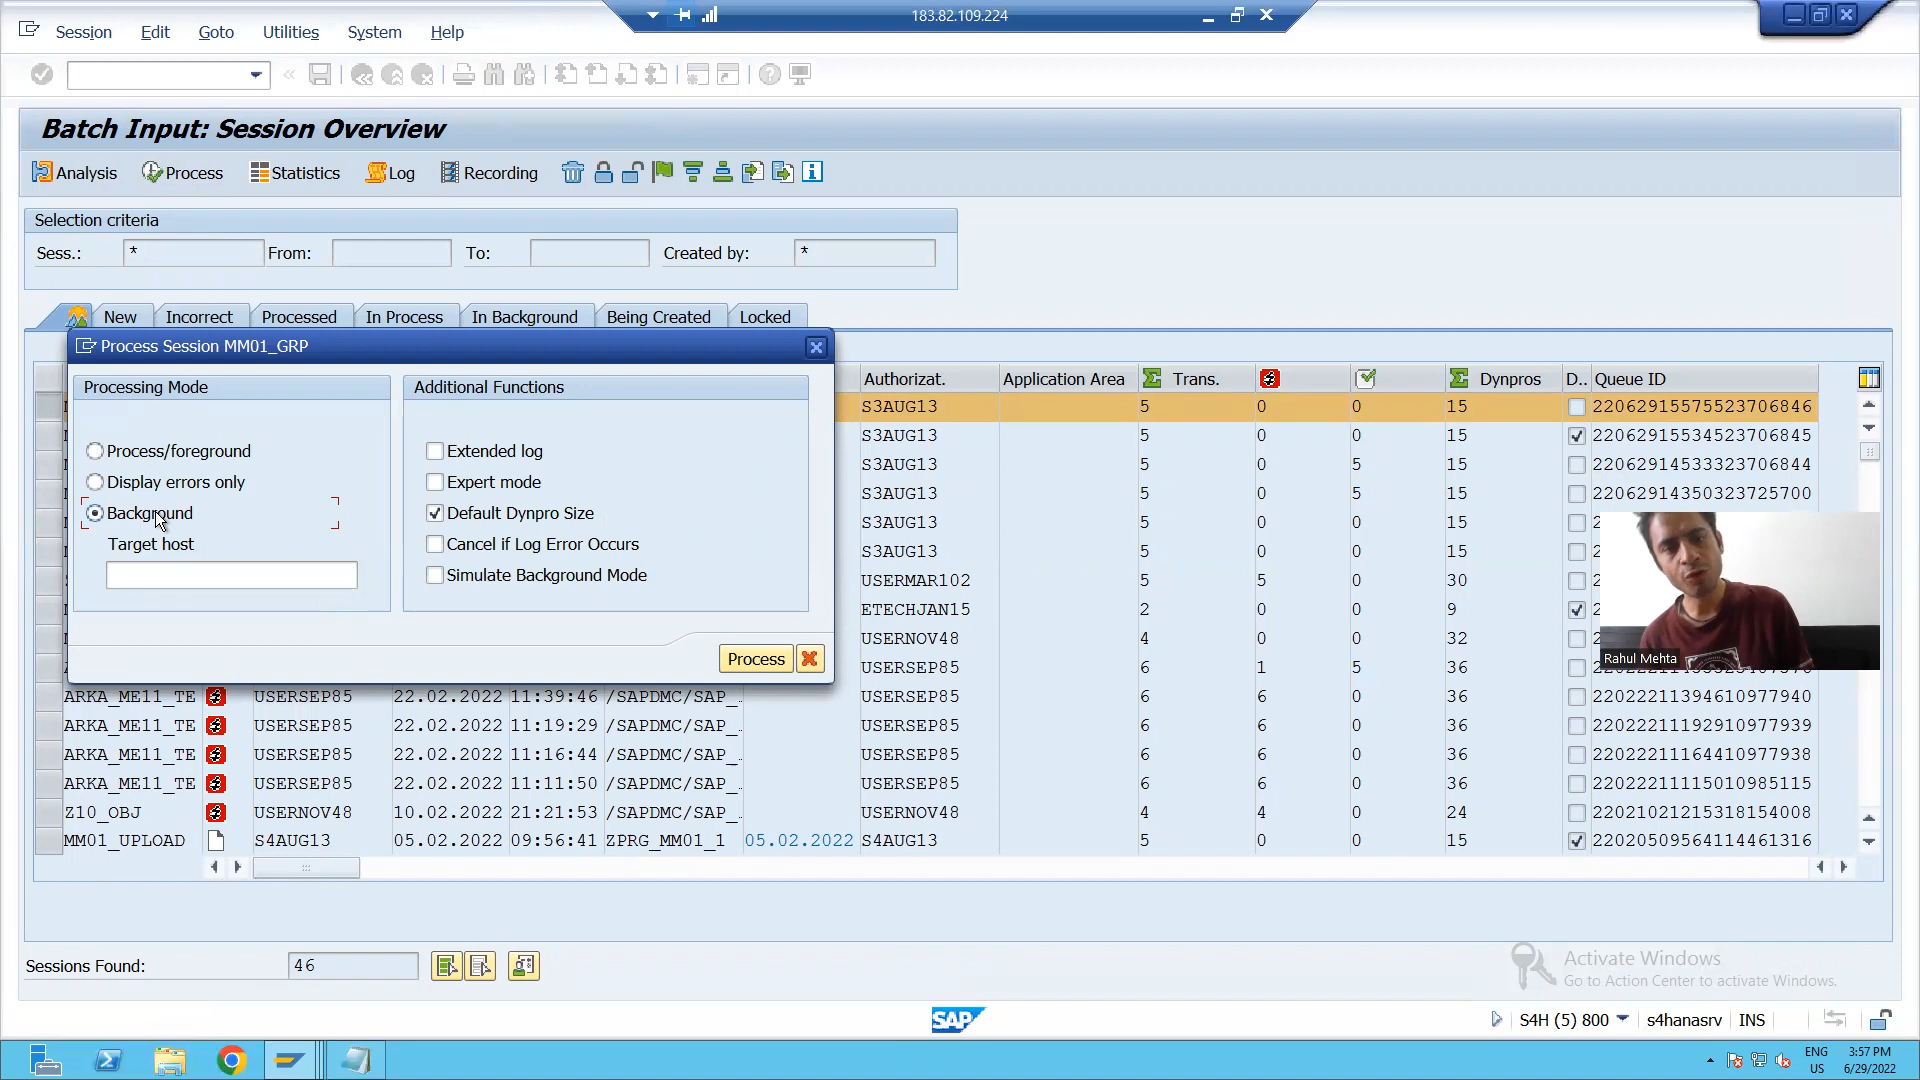 183.82.109.224
Session Edit Goto Utilities System Help
Batch Input: Session Overview
Analysis Process Statistics Log Recording
Selection criteria
Sess.: * From: To: Created by: *
New Incorrect Processed In Process In Background Being Created Locked
Process Session MM01_GRP
Processing Mode
Process/foreground
Display errors only
Background
Target host
Additional Functions
Extended log
Expert mode
Default Dynpro Size
Cancel if Log Error Occurs
Simulate Background Mode
Process
Authorizat. Application Area Trans. Dynpros D.. Queue ID
S3AUG13 5 0 0 15 22062915575523706846
S3AUG13 5 0 0 15 22062915534523706845
S3AUG13 5 0 5 15 22062914533323706844
S3AUG13 5 0 5 15 22062914350323725700
S3AUG13 5 0 0 15
S3AUG13 5 0 0 15
USERMAR102 5 5 0 30
ETECHJAN15 2 0 0 9
USERNOV48 4 0 0 32
USERSEP85 6 1 5 36
ARKA_ME11_TE USERSEP85 22.02.2022 11:39:46 /SAPDMC/SAP_.. USERSEP85 6 6 0 36 22022211394610977940
ARKA_ME11_TE USERSEP85 22.02.2022 11:19:29 /SAPDMC/SAP_.. USERSEP85 6 6 0 36 22022211192910977939
ARKA_ME11_TE USERSEP85 22.02.2022 11:16:44 /SAPDMC/SAP_.. USERSEP85 6 6 0 36 22022211164410977938
ARKA_ME11_TE USERSEP85 22.02.2022 11:11:50 /SAPDMC/SAP_.. USERSEP85 6 6 0 36 22022211115010985115
Z10_OBJ USERNOV48 10.02.2022 21:21:53 /SAPDMC/SAP_.. USERNOV48 4 4 0 24 22021021215318154008
MM01_UPLOAD S4AUG13 05.02.2022 09:56:41 ZPRG_MM01_1 05.02.2022 S4AUG13 5 0 0 15 22020509564114461316
Rahul Mehta
Sessions Found: 46
Activate Windows
Go to Action Center to activate Windows.
SAP
S4H (5) 800 s4hanasrv INS
ENG 3:57 PM
US 6/29/2022